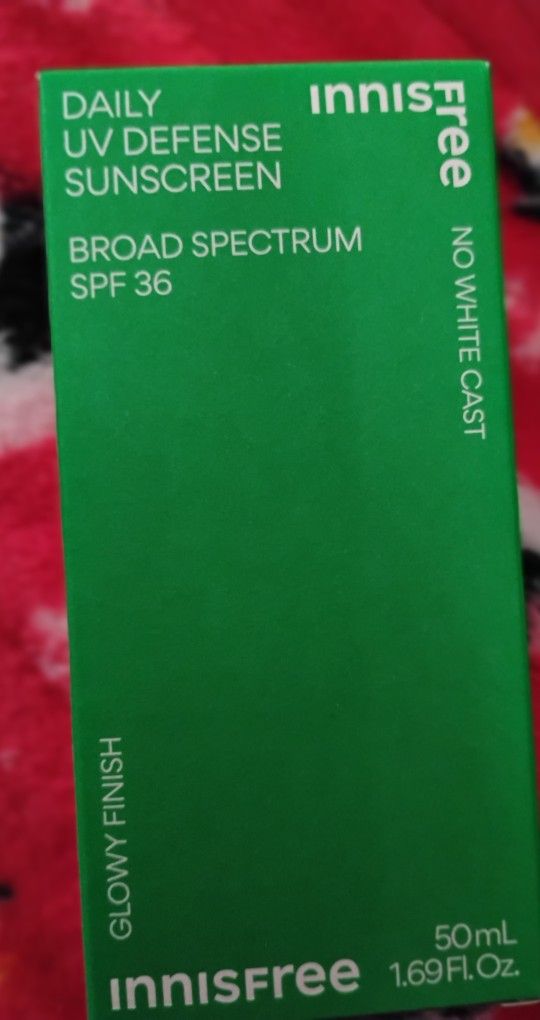 DAILY
UV DEFENSE
SUNSCREEN
BROAD SPECTRUM
SPF 36
innisfree
NO WHITE CAST
GLOWY FINISH
innisfree
50mL
1.69Fl.Oz.